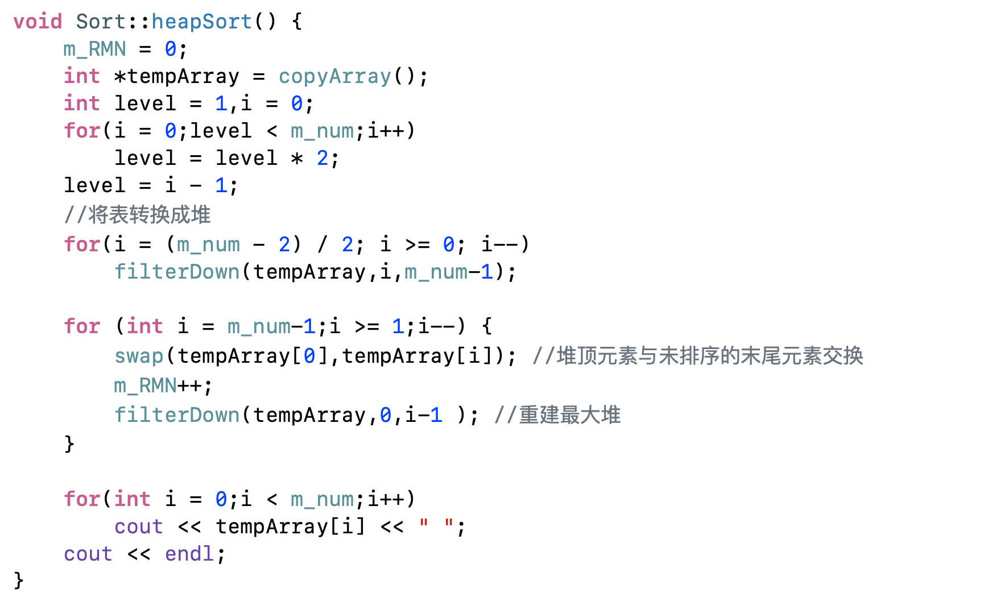 void Sort::heapSort() {
    m_RMN = 0;
    int *tempArray = copyArray();
    int level = 1,i = 0;
    for(i = 0;level < m_num;i++)
        level = level * 2;
    level = i - 1;
    //将表转换成堆
    for(i = (m_num - 2) / 2; i >= 0; i--)
        filterDown(tempArray,i,m_num-1);

    for (int i = m_num-1;i >= 1;i--) {
        swap(tempArray[0],tempArray[i]); //堆顶元素与未排序的末尾元素交换
        m_RMN++;
        filterDown(tempArray,0,i-1 ); //重建最大堆
    }

    for(int i = 0;i < m_num;i++)
        cout << tempArray[i] << " ";
    cout << endl;
}